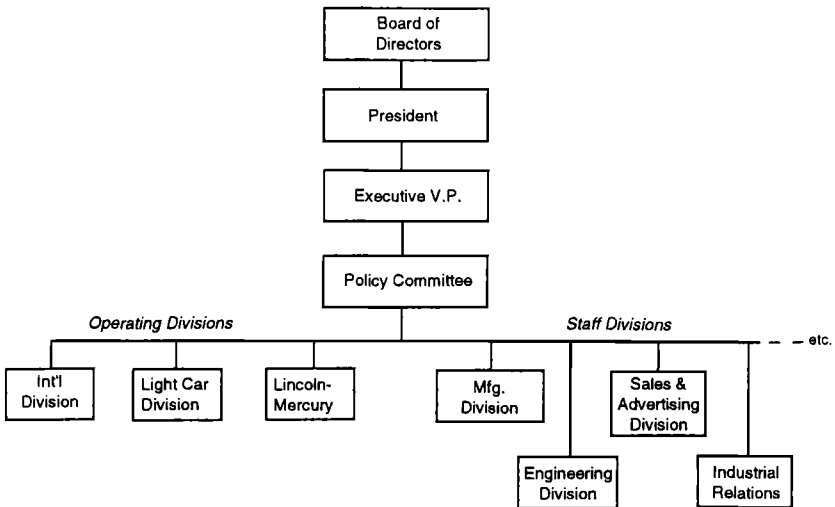 Board of
Directors
President
Executive V.P.
Policy Committee
Operating Divisions
Staff Divisions
etc.
Int'l
Division
Light Car
Division
Lincoln-
Mercury
Mfg.
Division
Sales &
Advertising
Division
Engineering
Division
Industrial
Relations